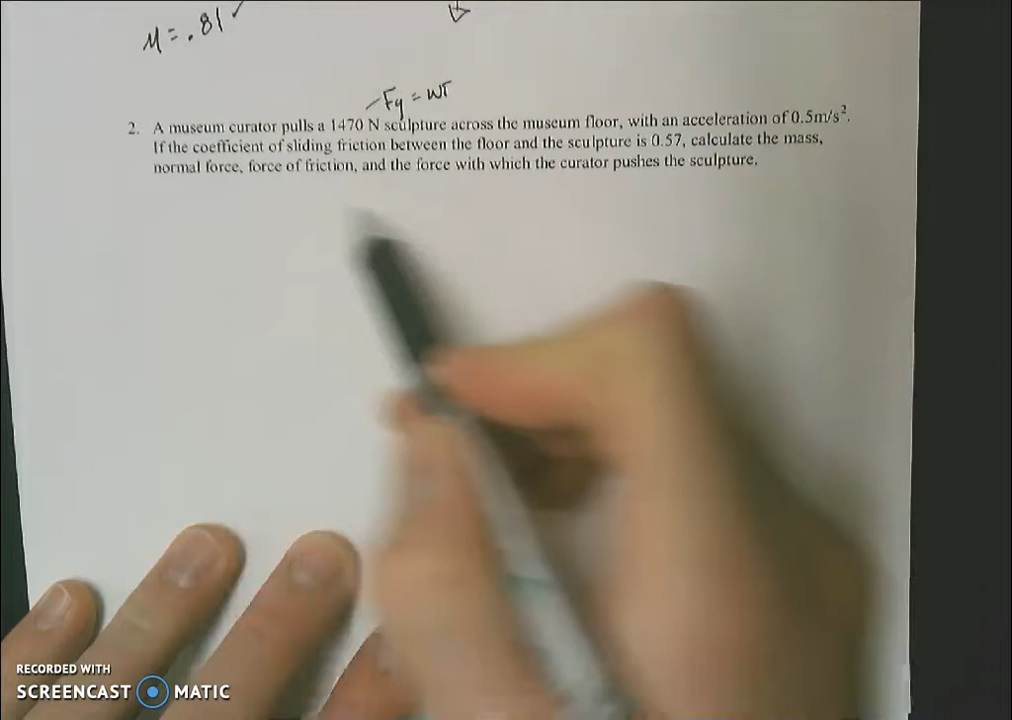 M = .81 ✓
-Fg = wt
2. A museum curator pulls a 1470 N sculpture across the museum floor, with an acceleration of 0.5m/s².
If the coefficient of sliding friction between the floor and the sculpture is 0.57, calculate the mass,
normal force, force of friction, and the force with which the curator pushes the sculpture.
RECORDED WITH
SCREENCAST MATIC